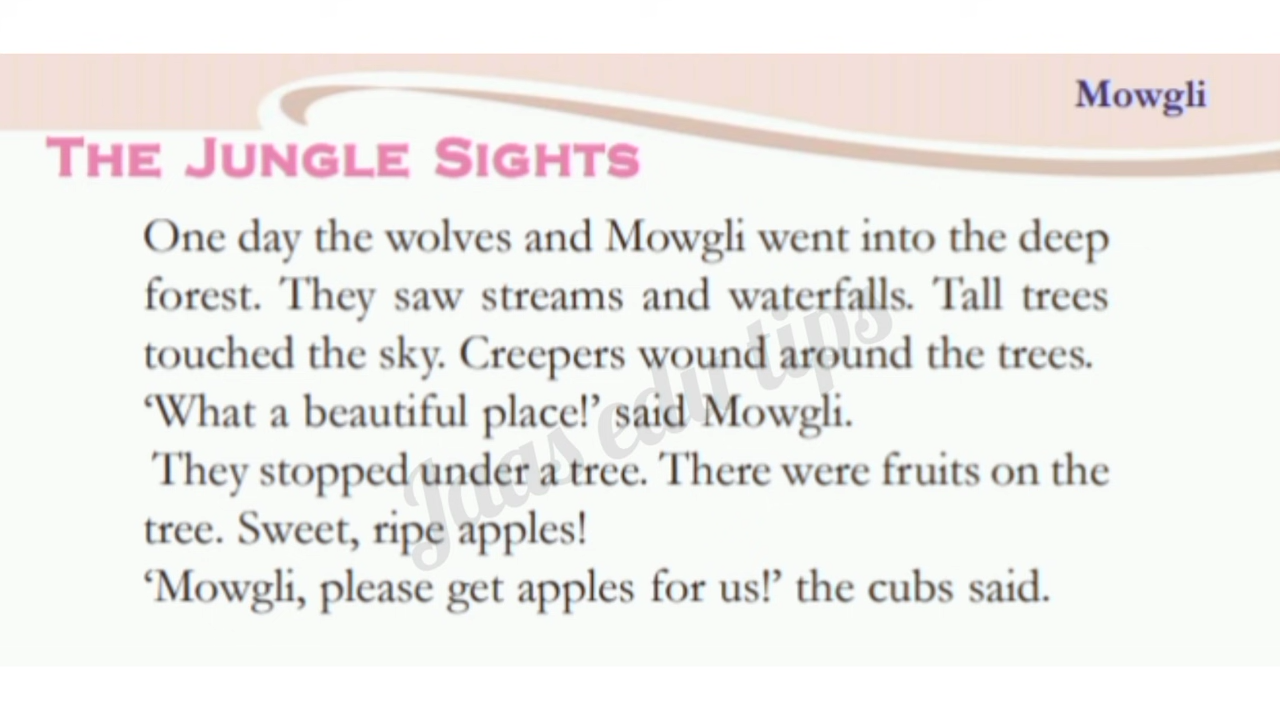 Mowgli
THE JUNGLE SIGHTS
One day the wolves and Mowgli went into the deep
forest. They saw streams and waterfalls. Tall trees
touched the sky. Creepers wound around the trees.
‘What a beautiful place!’ said Mowgli.
They stopped under a tree. There were fruits on the
tree. Sweet, ripe apples!
‘Mowgli, please get apples for us!’ the cubs said.
Jaas edu tips